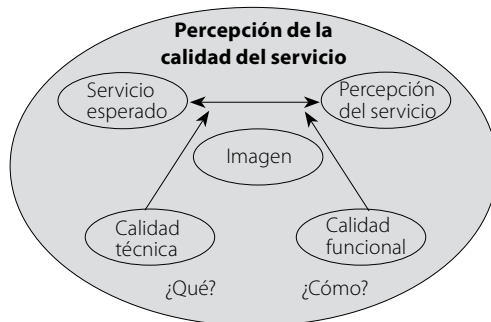 Percepción de la
calidad del servicio
Servicio
esperado
Percepción
del servicio
Imagen
Calidad
técnica
Calidad
funcional
¿Qué?
¿Cómo?